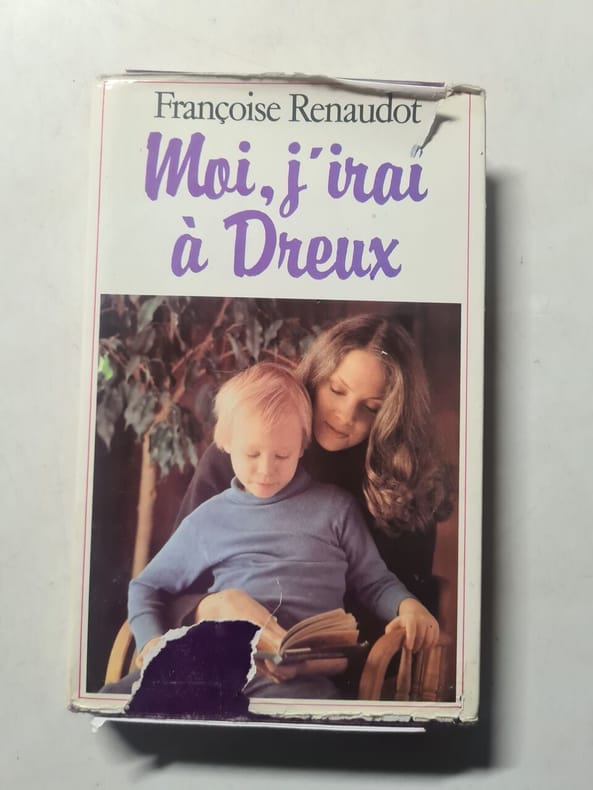 Françoise Renaudot
Moi, j'irai
à Dreux